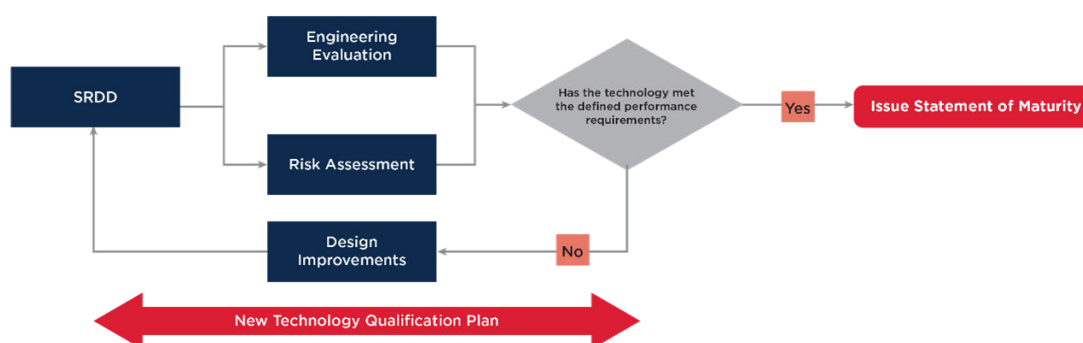 Engineering
Evaluation
SRDD
Has the technology met
the defined performance
requirements?
Yes
Issue Statement of Maturity
Risk Assessment
Design
Improvements
No
New Technology Qualification Plan